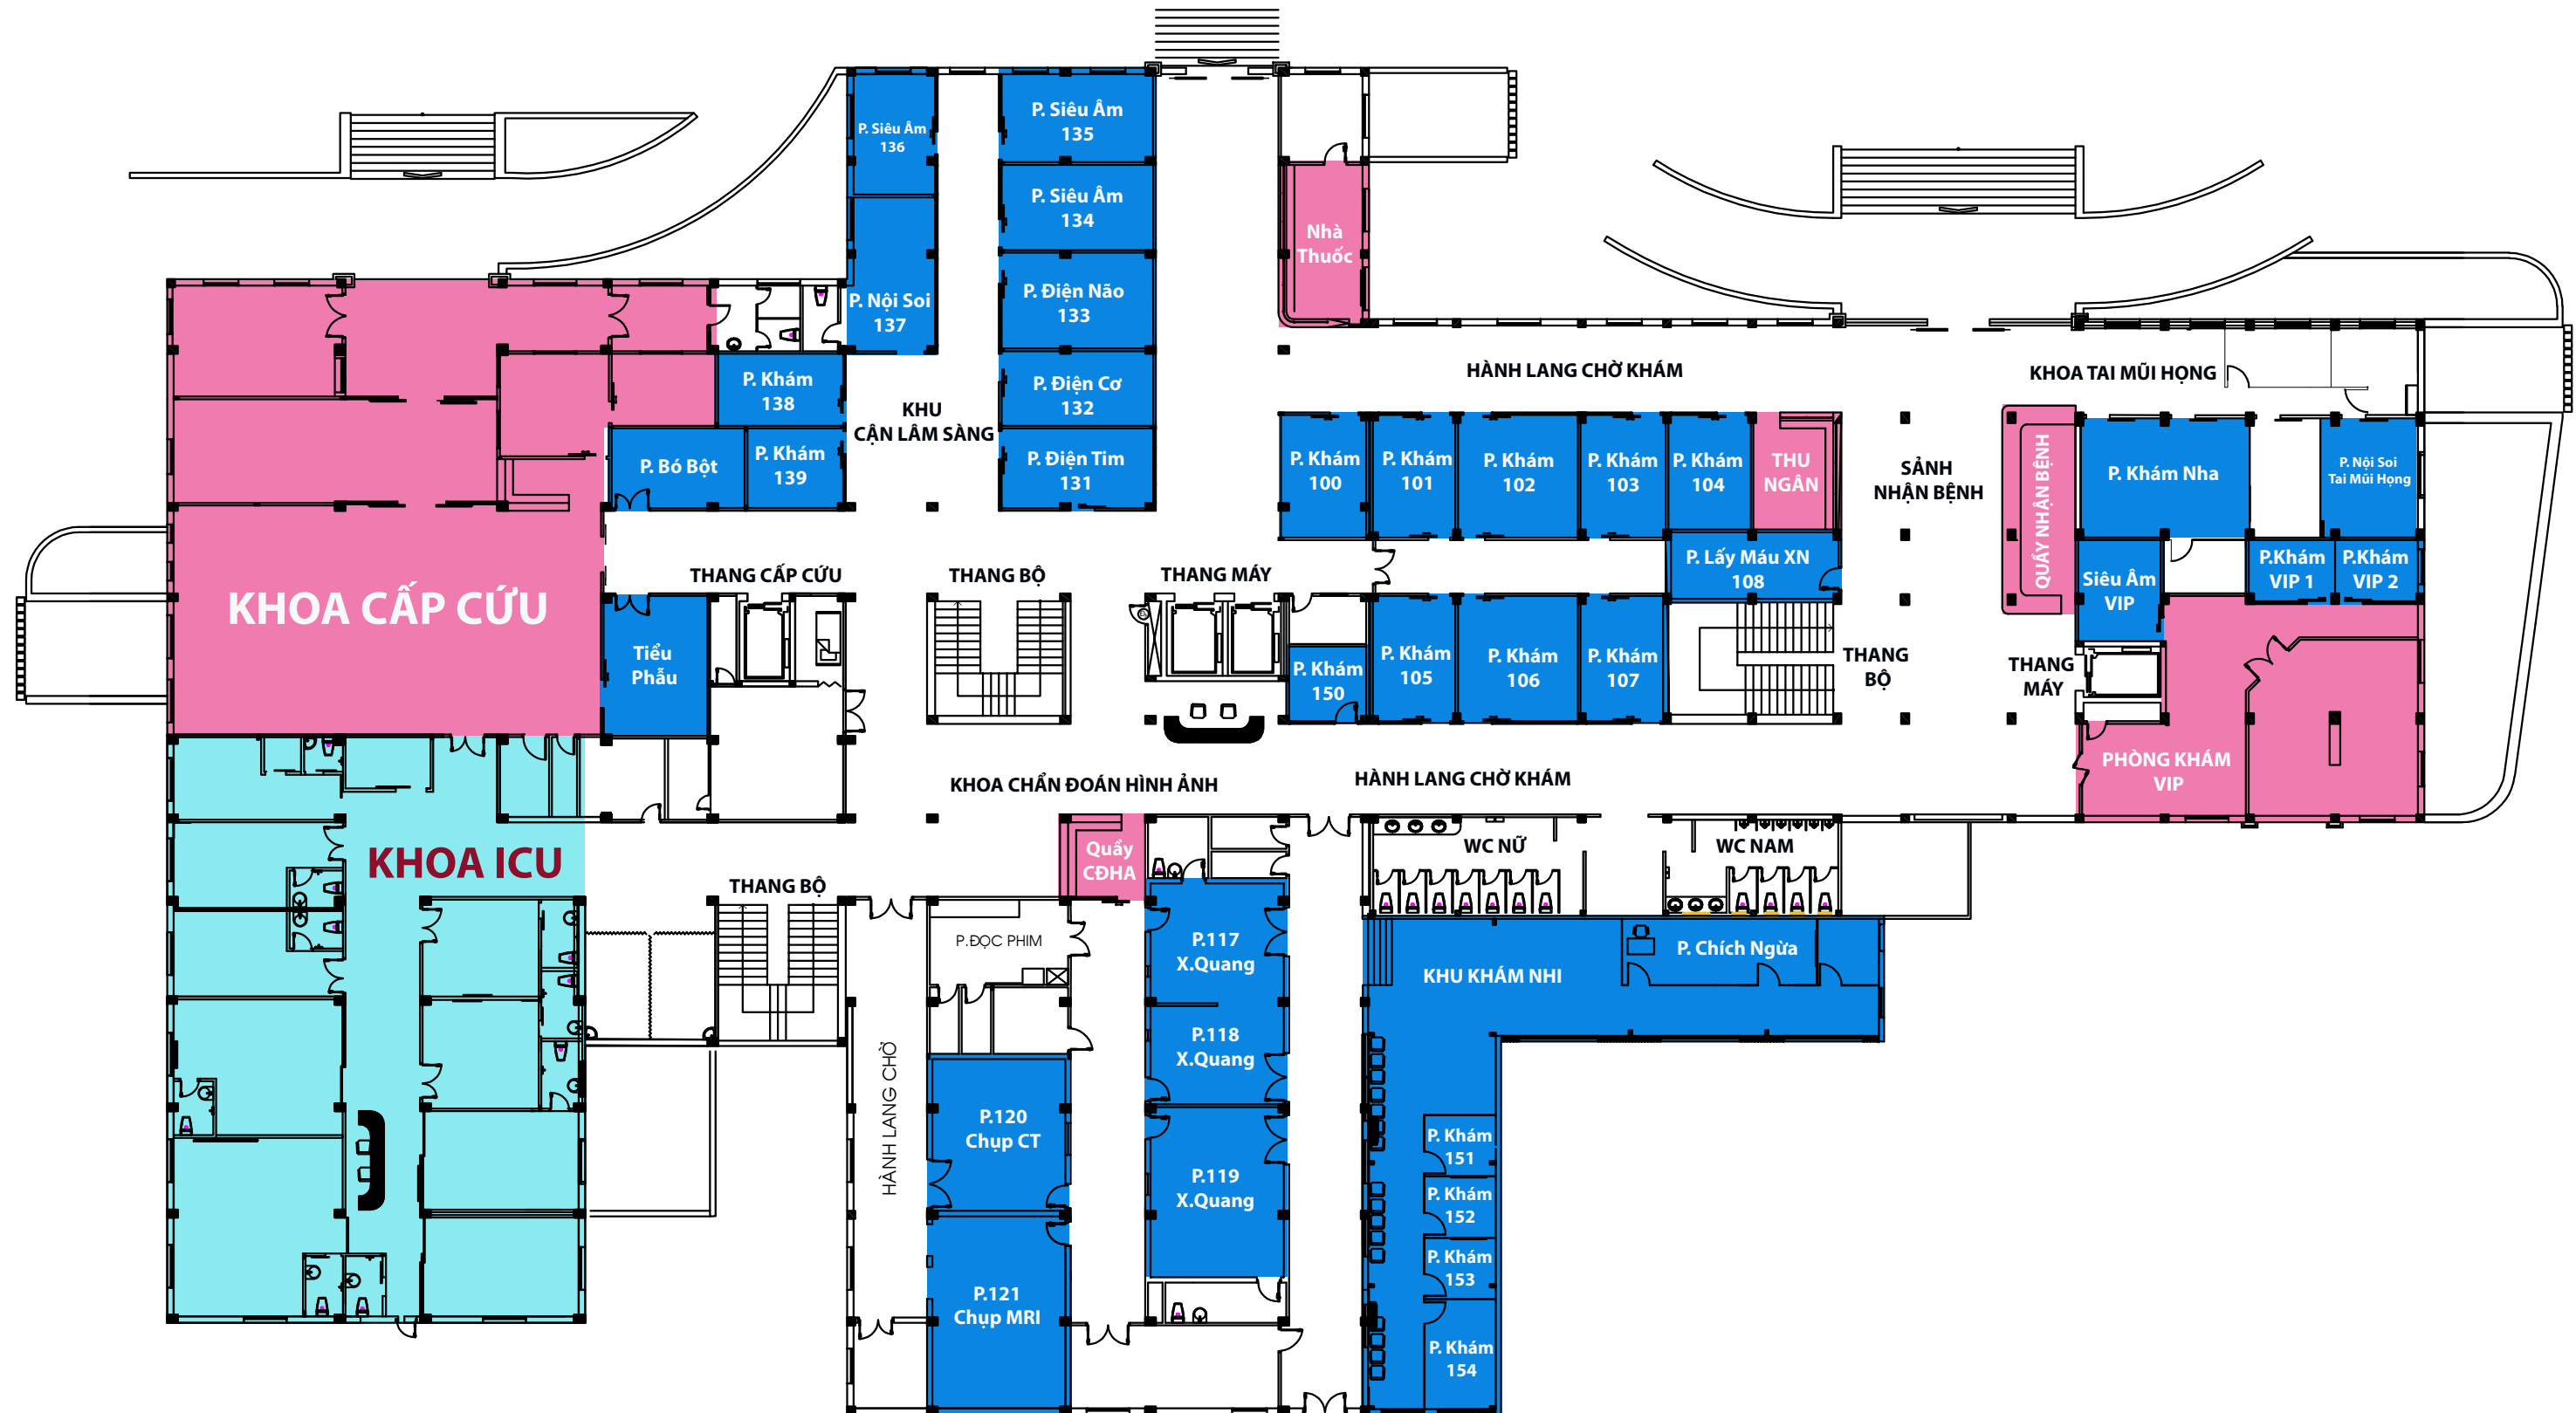 P. Siêu Âm
136
P. Siêu Âm
135
P. Siêu Âm
134
Nhà
Thuốc
P. Nội Soi
137
P. Điện Não
133
P. Khám
138
KHU
CẬN LÂM SÀNG
P. Điện Cơ
132
HÀNH LANG CHỜ KHÁM
KHOA TAI MŨI HỌNG
P. Bó Bột
P. Khám
139
P. Điện Tim
131
P. Khám
100
P. Khám
101
P. Khám
102
P. Khám
103
P. Khám
104
THU
NGÂN
SẢNH
NHẬN BỆNH
QUẦY NHẬN BỆNH
P. Khám Nha
P. Nội Soi
Tai Mũi Họng
KHOA CẤP CỨU
THANG CẤP CỨU
THANG BỘ
THANG MÁY
P. Lấy Máu XN
108
Siêu Âm
VIP
P.Khám
VIP 1
P.Khám
VIP 2
Tiểu
Phẫu
P. Khám
150
P. Khám
105
P. Khám
106
P. Khám
107
THANG
BỘ
THANG
MÁY
PHÒNG KHÁM
VIP
KHOA CHẨN ĐOÁN HÌNH ẢNH
HÀNH LANG CHỜ KHÁM
KHOA ICU
THANG BỘ
Quầy
CĐHA
WC NỮ
WC NAM
P.ĐỌC PHIM
P.117
X.Quang
KHU KHÁM NHI
P. Chích Ngừa
P.118
X.Quang
HÀNH LANG CHỜ
P.120
Chụp CT
P.119
X.Quang
P. Khám
151
P. Khám
152
P. Khám
153
P.121
Chụp MRI
P. Khám
154